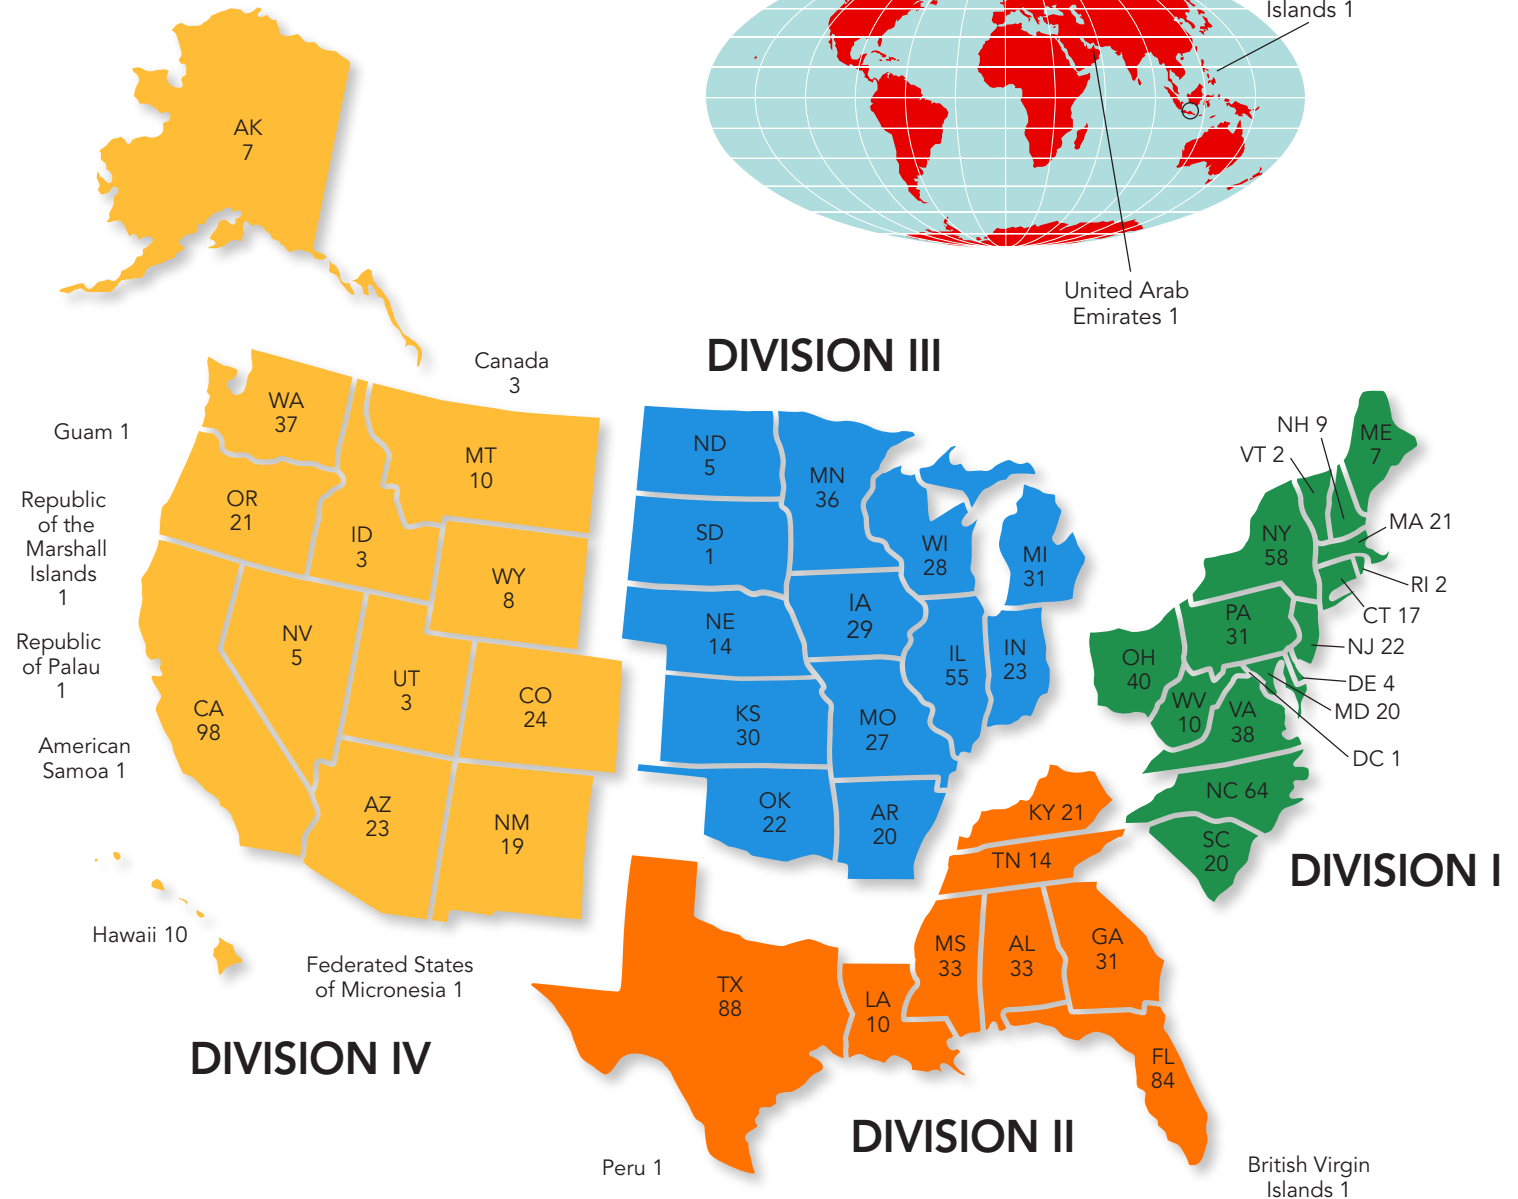 Islands 1
AK
7
United Arab
Emirates 1
DIVISION III
Canada
3
WA
37
Guam 1
MT
10
OR
21
ID
3
Republic
of the
Marshall
Islands
1
WY
8
Republic
of Palau
1
NV
5
UT
3
CO
24
CA
98
American
Samoa 1
AZ
23
NM
19
Hawaii 10
Federated States
of Micronesia 1
DIVISION IV
ND
5
MN
36
SD
1
WI
28
MI
31
NE
14
IA
29
IL
55
IN
23
KS
30
MO
27
OK
22
AR
20
NH 9
VT 2
ME
7
MA 21
NY
58
RI 2
CT 17
PA
31
NJ 22
OH
40
DE 4
WV
10
VA
38
MD 20
DC 1
NC 64
SC
20
DIVISION I
KY 21
TN 14
MS
33
AL
33
GA
31
TX
88
LA
10
FL
84
DIVISION II
Peru 1
British Virgin
Islands 1